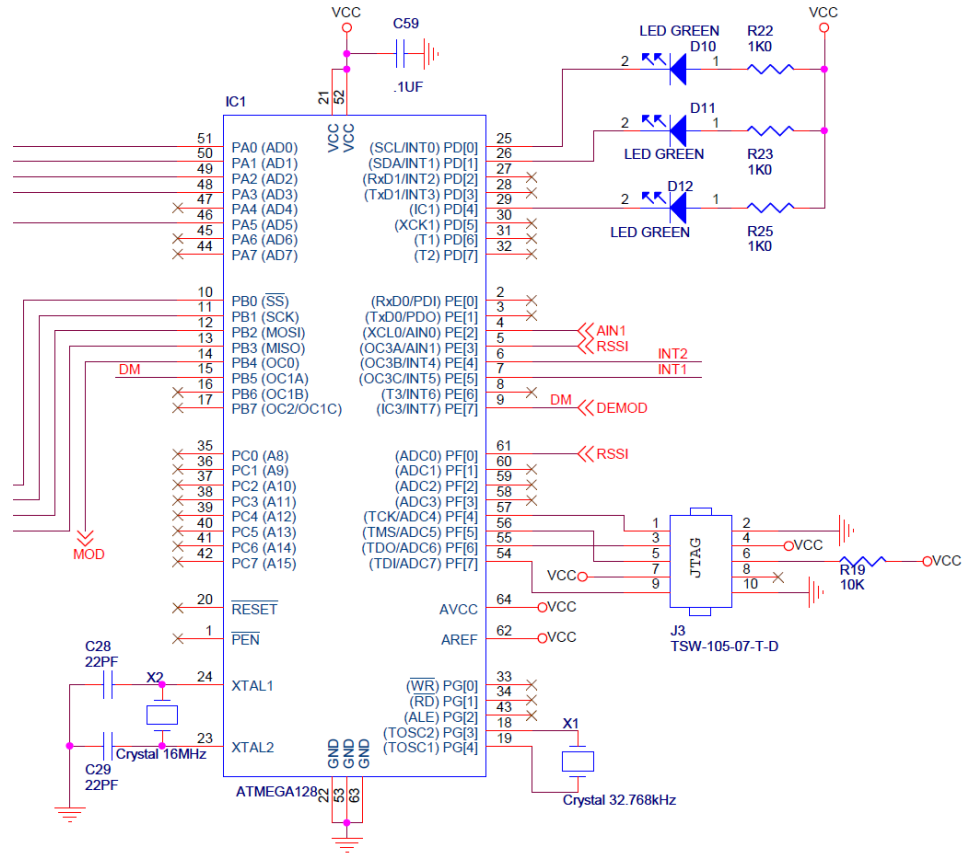 VCC
C59
.1UF
LED GREEN
D10
R22
1K0
VCC
2
1
D11
2
1
LED GREEN
R23
1K0
D12
2
1
LED GREEN
R25
1K0
IC1
21
52
VCC
VCC
51 PA0 (AD0)
50 PA1 (AD1)
49 PA2 (AD2)
48 PA3 (AD3)
47 PA4 (AD4)
46 PA5 (AD5)
45 PA6 (AD6)
44 PA7 (AD7)
(SCL/INT0) PD[0] 25
(SDA/INT1) PD[1] 26
(RxD1/INT2) PD[2] 27
(TxD1/INT3) PD[3] 28
(IC1) PD[4] 29
(XCK1) PD[5] 30
(T1) PD[6] 31
(T2) PD[7] 32
10 PB0 (SS)
11 PB1 (SCK)
12 PB2 (MOSI)
13 PB3 (MISO)
14 PB4 (OC0)
DM 15 PB5 (OC1A)
16 PB6 (OC1B)
17 PB7 (OC2/OC1C)
(RxD0/PDI) PE[0] 2
(TxD0/PDO) PE[1] 3
(XCL0/AIN0) PE[2] 4 AIN1
(OC3A/AIN1) PE[3] 5 RSSI
(OC3B/INT4) PE[4] 6 INT2
(OC3C/INT5) PE[5] 7 INT1
(T3/INT6) PE[6] 8
(IC3/INT7) PE[7] 9 DM DEMOD
35 PC0 (A8)
36 PC1 (A9)
37 PC2 (A10)
38 PC3 (A11)
39 PC4 (A12)
40 PC5 (A13)
41 PC6 (A14)
42 PC7 (A15)
MOD
(ADC0) PF[0] 61 RSSI
(ADC1) PF[1] 60
(ADC2) PF[2] 59
(ADC3) PF[3] 58
(TCK/ADC4) PF[4] 57
(TMS/ADC5) PF[5] 56
(TDO/ADC6) PF[6] 55
(TDI/ADC7) PF[7] 54
1 2
3 4 VCC
5 6 VCC
VCC 7 8
9 10
JTAG
R19
10K
J3
TSW-105-07-T-D
20 RESET
1 PEN
AVCC 64 VCC
AREF 62 VCC
C28
22PF
X2
24 XTAL1
23 XTAL2
Crystal 16MHz
C29
22PF
(WR) PG[0] 33
(RD) PG[1] 34
(ALE) PG[2] 43
(TOSC2) PG[3] 18
(TOSC1) PG[4] 19
X1
Crystal 32.768kHz
GND
GND
GND
ATMEGA128
22
53
63